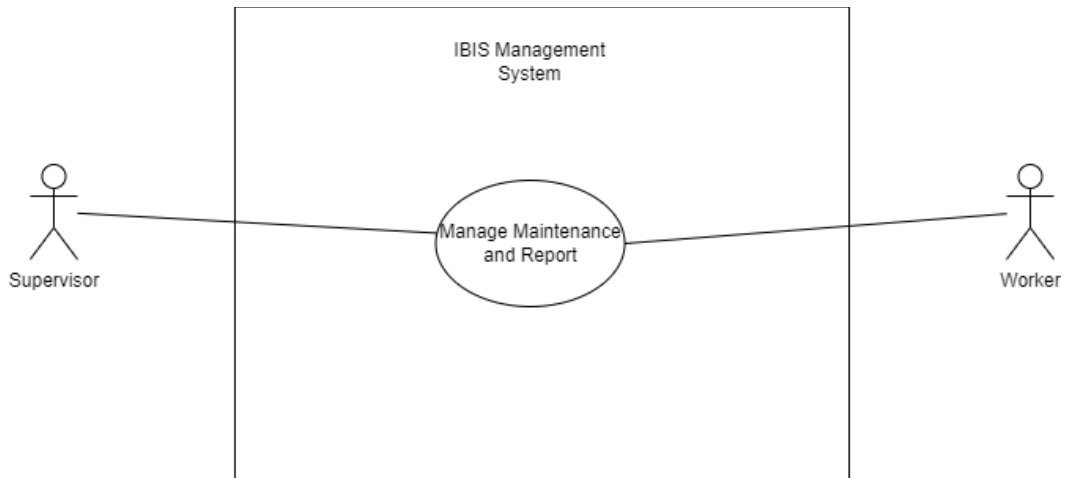 IBIS Management
System
Manage Maintenance
and Report
Supervisor
Worker